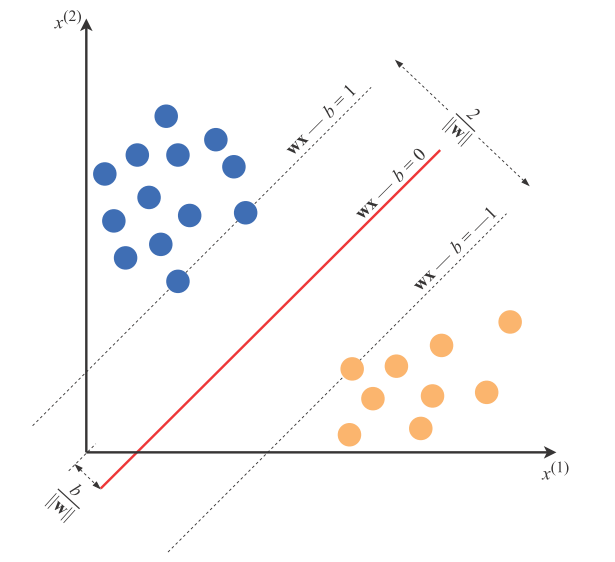 x(2)
wx — b = 1
2
||w||
wx — b = 0
wx — b = —1
x(1)
b
||w||